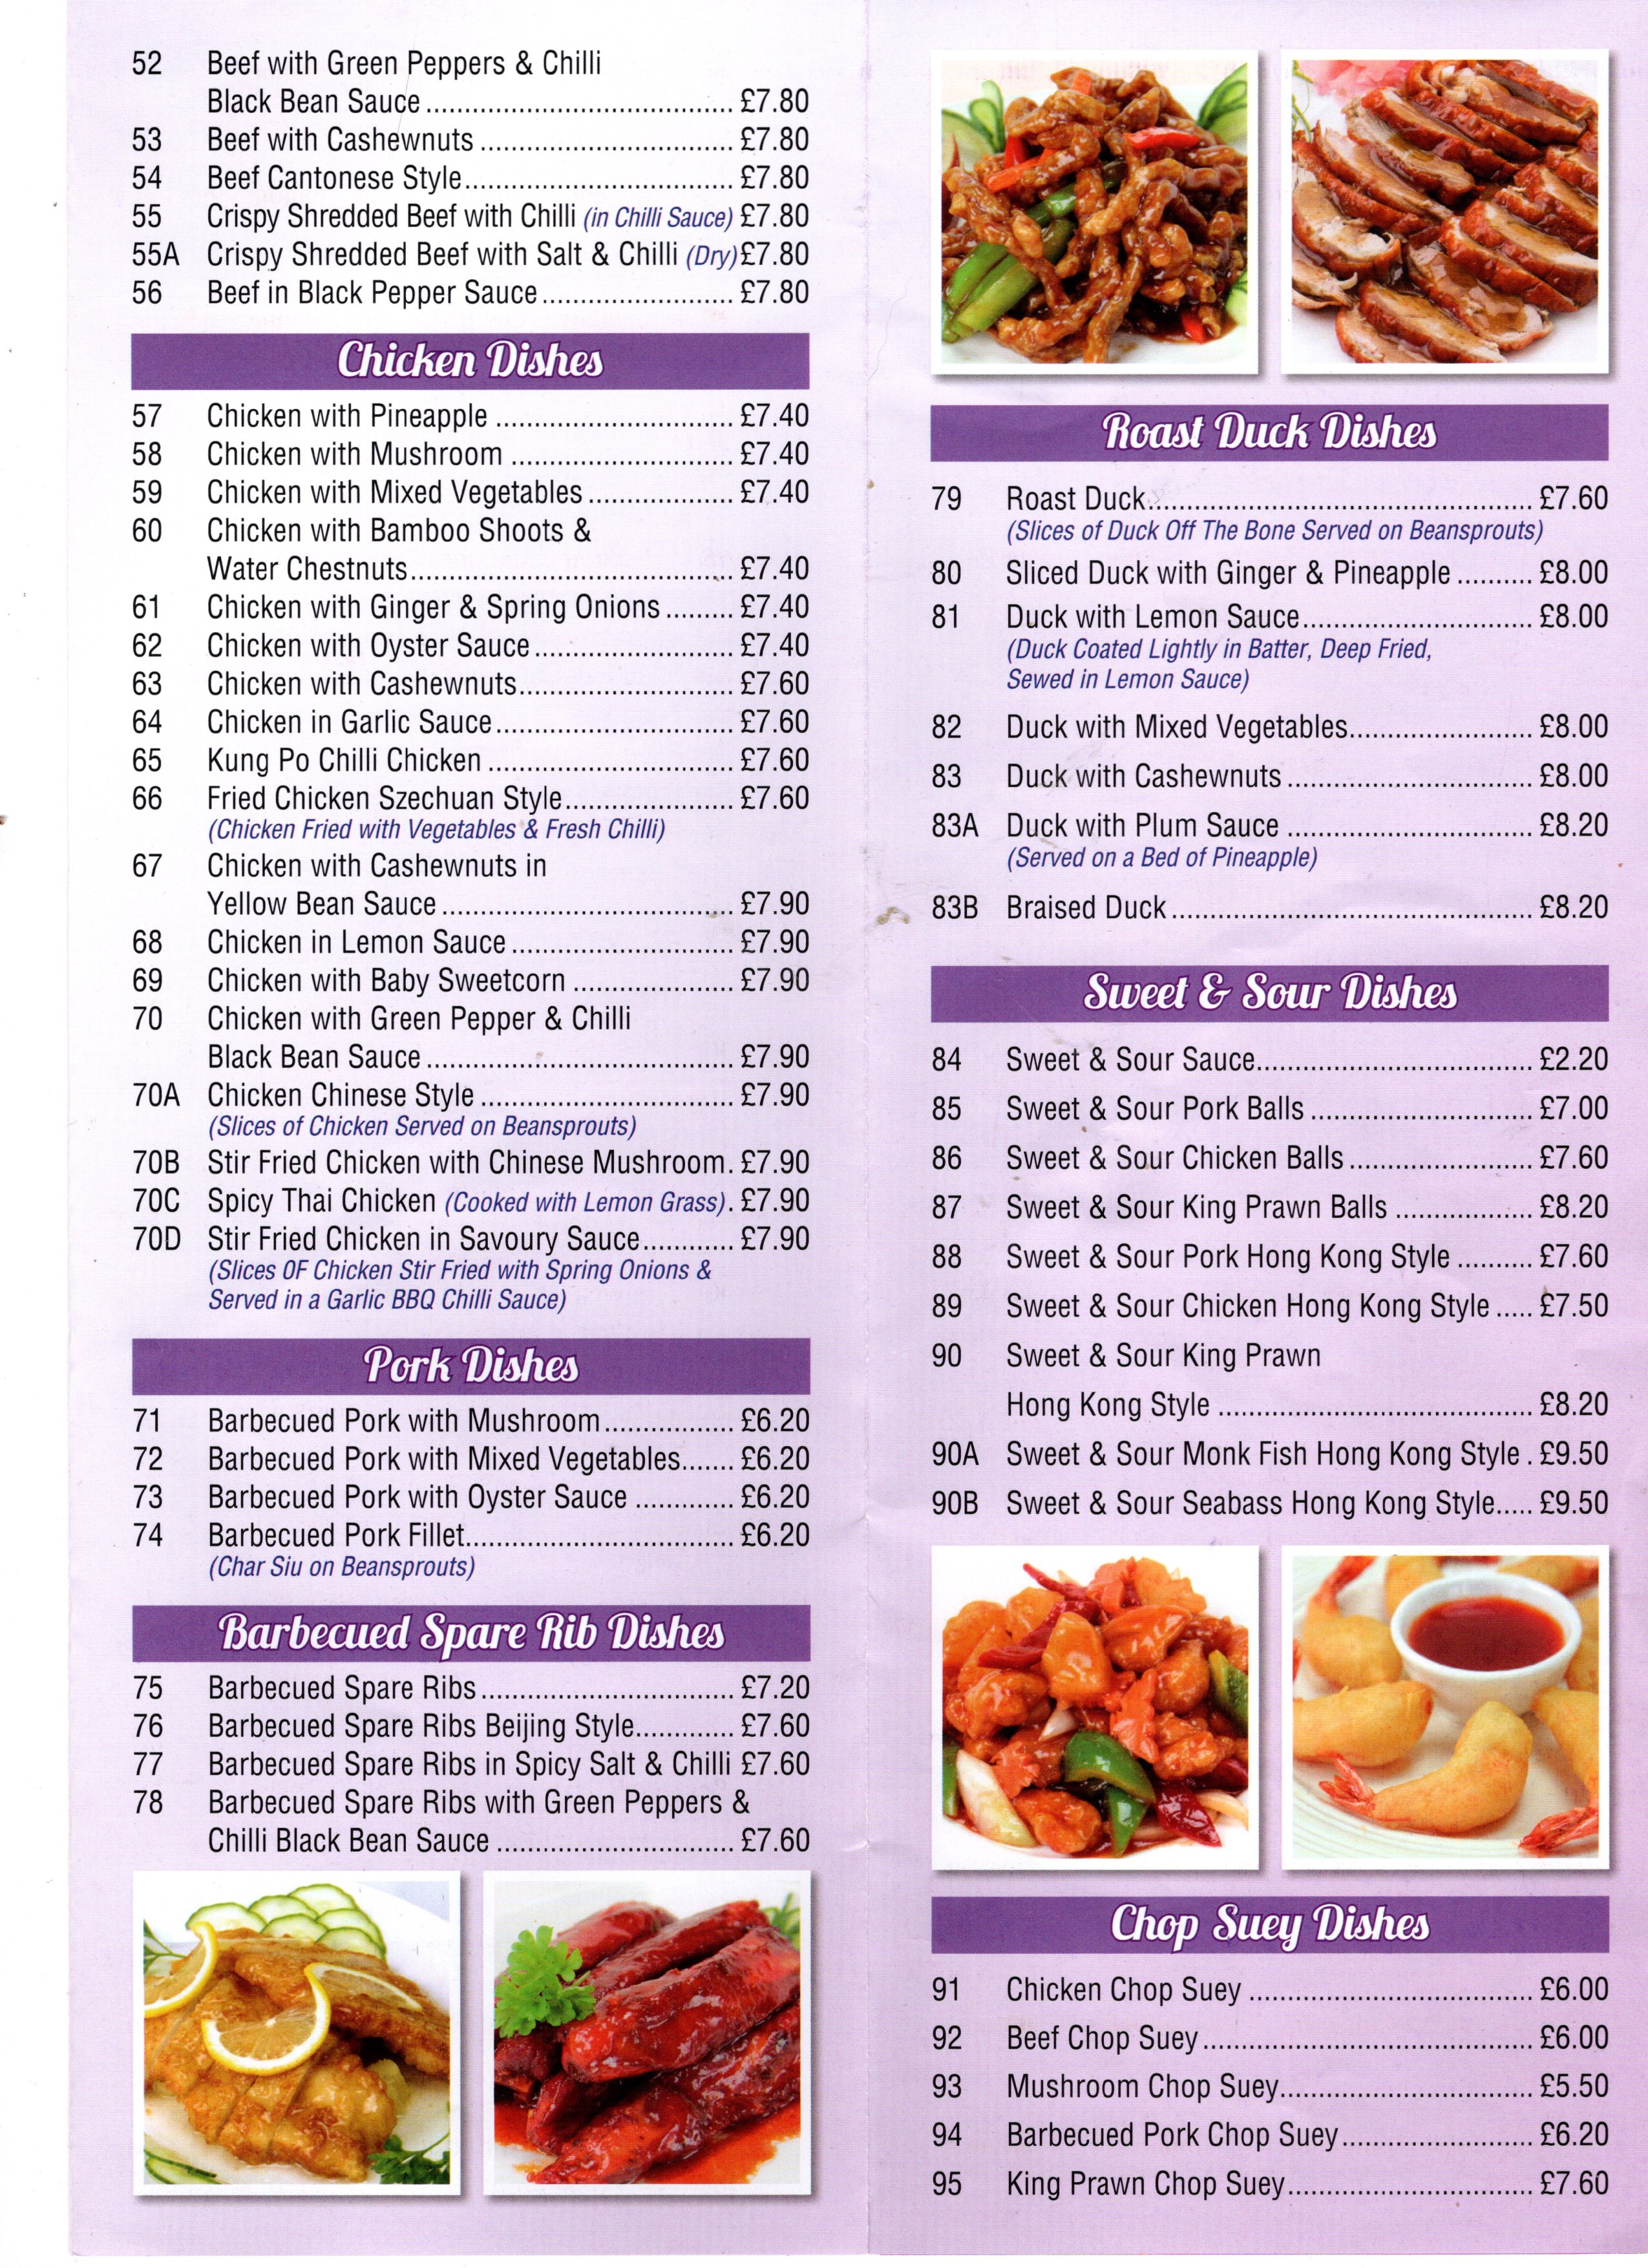 52 Beef with Green Peppers & Chilli
Black Bean Sauce ........................................ £7.80
53 Beef with Cashewnuts ................................. £7.80
54 Beef Cantonese Style................................... £7.80
55 Crispy Shredded Beef with Chilli (in Chilli Sauce) £7.80
55A Crispy Shredded Beef with Salt & Chilli (Dry) £7.80
56 Beef in Black Pepper Sauce ......................... £7.80
Chicken Dishes
57 Chicken with Pineapple ............................... £7.40
58 Chicken with Mushroom ............................. £7.40
59 Chicken with Mixed Vegetables ................... £7.40
60 Chicken with Bamboo Shoots &
Water Chestnuts.......................................... £7.40
61 Chicken with Ginger & Spring Onions ......... £7.40
62 Chicken with Oyster Sauce .......................... £7.40
63 Chicken with Cashewnuts............................ £7.60
64 Chicken in Garlic Sauce ............................... £7.60
65 Kung Po Chilli Chicken ................................ £7.60
66 Fried Chicken Szechuan Style...................... £7.60
(Chicken Fried with Vegetables & Fresh Chilli)
67 Chicken with Cashewnuts in
Yellow Bean Sauce ...................................... £7.90
68 Chicken in Lemon Sauce ............................. £7.90
69 Chicken with Baby Sweetcorn ..................... £7.90
70 Chicken with Green Pepper & Chilli
Black Bean Sauce ........................................ £7.90
70A Chicken Chinese Style ................................. £7.90
(Slices of Chicken Served on Beansprouts)
70B Stir Fried Chicken with Chinese Mushroom. £7.90
70C Spicy Thai Chicken (Cooked with Lemon Grass). £7.90
70D Stir Fried Chicken in Savoury Sauce............ £7.90
(Slices OF Chicken Stir Fried with Spring Onions &
Served in a Garlic BBQ Chilli Sauce)
Pork Dishes
71 Barbecued Pork with Mushroom................. £6.20
72 Barbecued Pork with Mixed Vegetables....... £6.20
73 Barbecued Pork with Oyster Sauce ............. £6.20
74 Barbecued Pork Fillet................................... £6.20
(Char Siu on Beansprouts)
Barbecued Spare Rib Dishes
75 Barbecued Spare Ribs ................................. £7.20
76 Barbecued Spare Ribs Beijing Style............. £7.60
77 Barbecued Spare Ribs in Spicy Salt & Chilli £7.60
78 Barbecued Spare Ribs with Green Peppers &
Chilli Black Bean Sauce ............................... £7.60
Roast Duck Dishes
79 Roast Duck.................................................. £7.60
(Slices of Duck Off The Bone Served on Beansprouts)
80 Sliced Duck with Ginger & Pineapple .......... £8.00
81 Duck with Lemon Sauce.............................. £8.00
(Duck Coated Lightly in Batter, Deep Fried,
Sewed in Lemon Sauce)
82 Duck with Mixed Vegetables........................ £8.00
83 Duck with Cashewnuts ................................ £8.00
83A Duck with Plum Sauce ................................ £8.20
(Served on a Bed of Pineapple)
83B Braised Duck ............................................... £8.20
Sweet & Sour Dishes
84 Sweet & Sour Sauce.................................... £2.20
85 Sweet & Sour Pork Balls ............................. £7.00
86 Sweet & Sour Chicken Balls ........................ £7.60
87 Sweet & Sour King Prawn Balls .................. £8.20
88 Sweet & Sour Pork Hong Kong Style .......... £7.60
89 Sweet & Sour Chicken Hong Kong Style ..... £7.50
90 Sweet & Sour King Prawn
Hong Kong Style ......................................... £8.20
90A Sweet & Sour Monk Fish Hong Kong Style . £9.50
90B Sweet & Sour Seabass Hong Kong Style..... £9.50
Chop Suey Dishes
91 Chicken Chop Suey ..................................... £6.00
92 Beef Chop Suey ........................................... £6.00
93 Mushroom Chop Suey................................. £5.50
94 Barbecued Pork Chop Suey......................... £6.20
95 King Prawn Chop Suey................................ £7.60